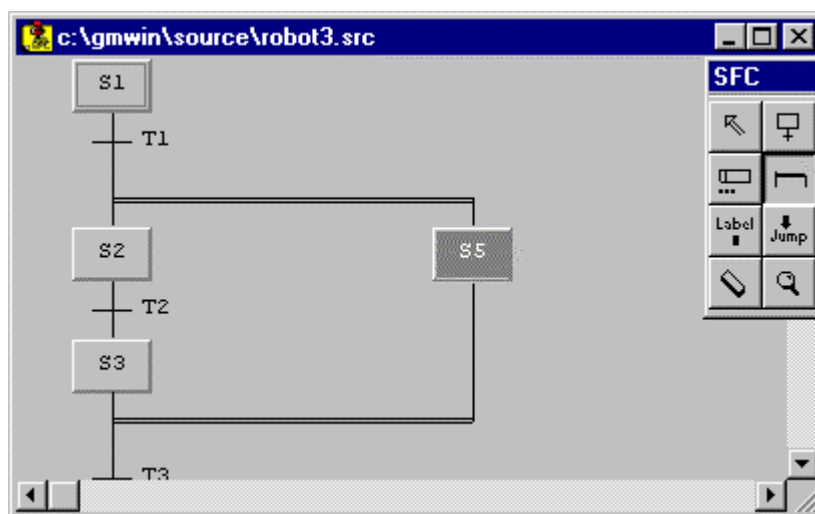 c:\gmwin\source\robot3.src
SFC
S1
T1
Label
Jump
S2
S5
T2
S3
T3